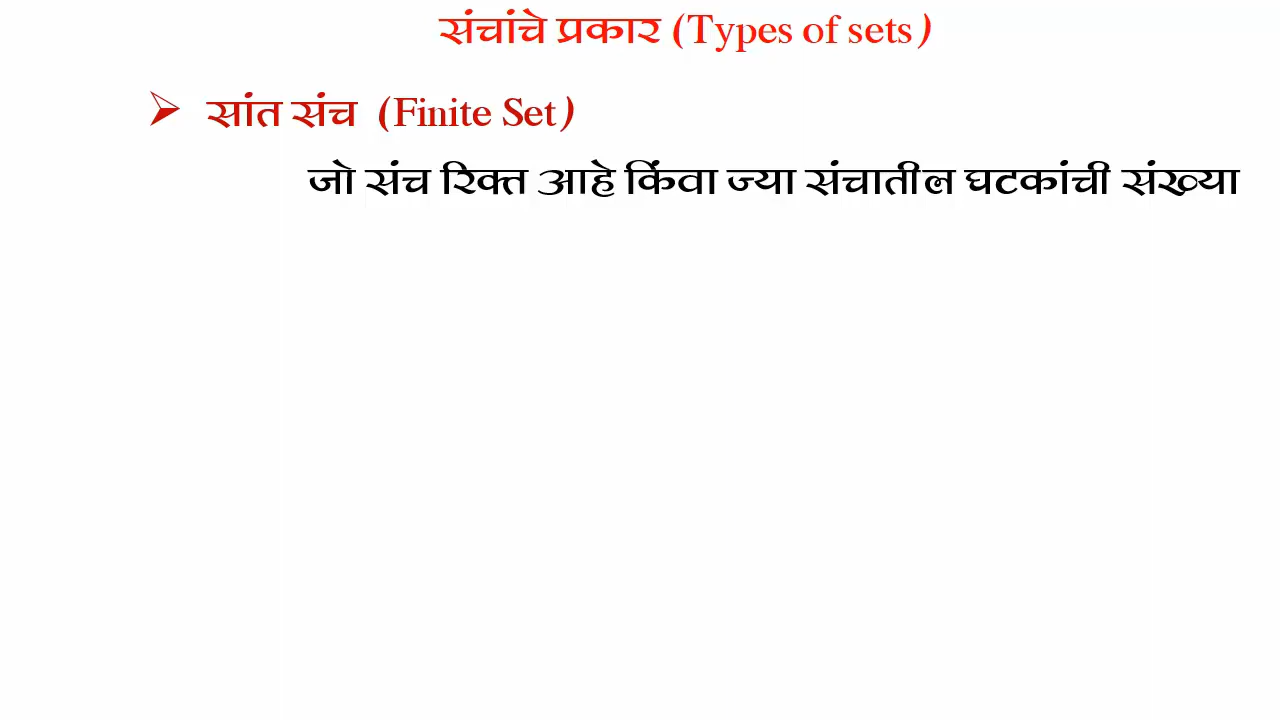 संचांचे प्रकार (Types of sets)
सांत संच (Finite Set)
जो संच रिक्त आहे किंवा ज्या संचातील घटकांची संख्या